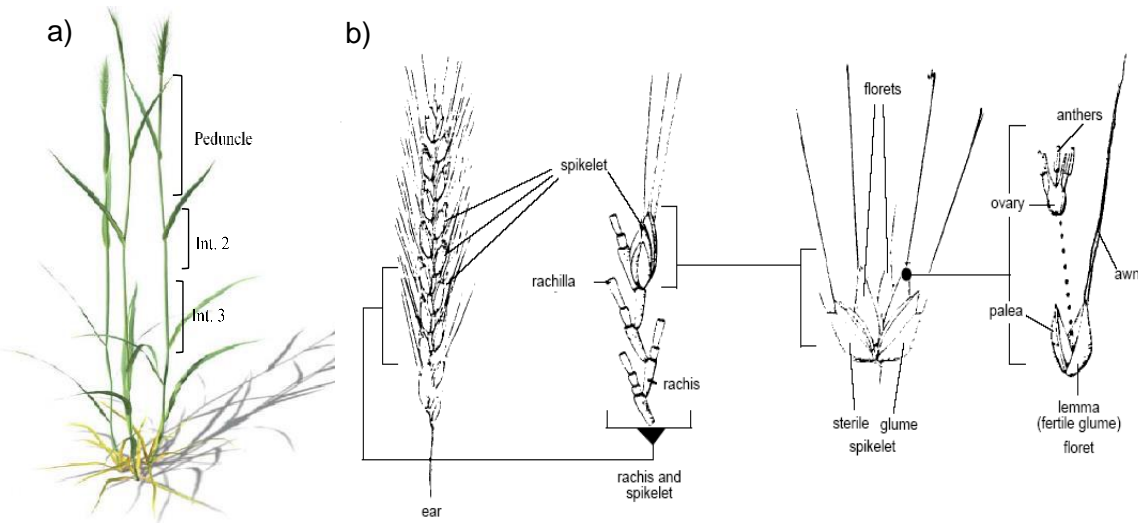 a)
Peduncle
Int. 2
Int. 3
b)
spikelet
ear
rachilla
rachis
rachis and
spikelet
florets
sterile glume
spikelet
anthers
ovary
awn
palea
lemma
(fertile glume)
floret